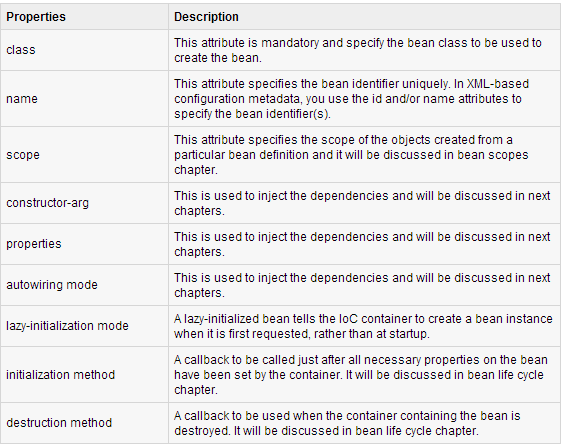 Properties Description
class
This attribute is mandatory and specify the bean class to be used to
create the bean.
name
This attribute specifies the bean identifier uniquely. In XML-based
configuration metadata, you use the id and/or name attributes to
specify the bean identifier(s).
scope
This attribute specifies the scope of the objects created from a
particular bean definition and it will be discussed in bean scopes
chapter.
constructor-arg
This is used to inject the dependencies and will be discussed in next
chapters.
properties
This is used to inject the dependencies and will be discussed in next
chapters.
autowiring mode
This is used to inject the dependencies and will be discussed in next
chapters.
lazy-initialization mode
A lazy-initialized bean tells the IoC container to create a bean instance
when it is first requested, rather than at startup.
initialization method
A callback to be called just after all necessary properties on the bean
have been set by the container. It will be discussed in bean life cycle
chapter.
destruction method
A callback to be used when the container containing the bean is
destroyed. It will be discussed in bean life cycle chapter.